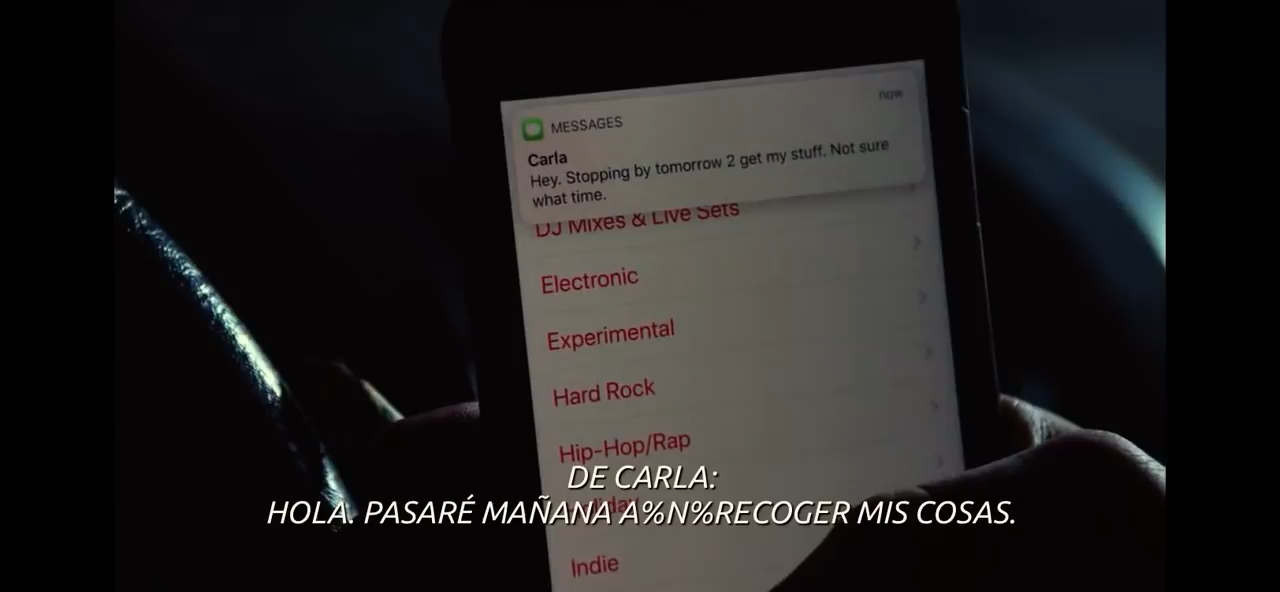 MESSAGES
now
Carla
Hey. Stopping by tomorrow 2 get my stuff. Not sure
what time.
DJ Mixes & Live Sets
Electronic
Experimental
Hard Rock
Hip-Hop/Rap
DE CARLA:
Holiday
HOLA. PASARÉ MAÑANA A%N%RECOGER MIS COSAS.
Indie